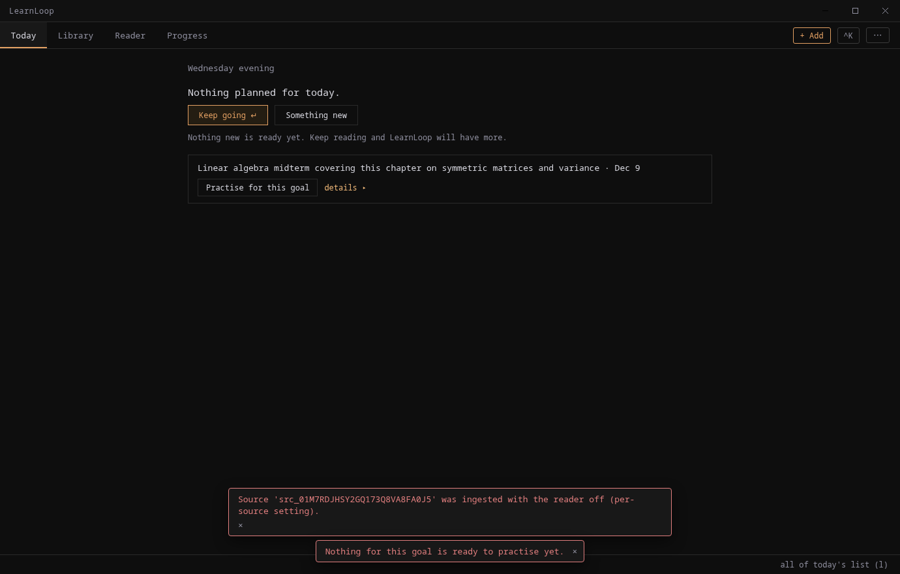 LearnLoop
Today Library Reader Progress + Add ^K ⋯
Wednesday evening
Nothing planned for today.
Keep going ↵ Something new
Nothing new is ready yet. Keep reading and LearnLoop will have more.
Linear algebra midterm covering this chapter on symmetric matrices and variance · Dec 9
Practise for this goal details ▸
Source 'src_01M7RDJHSY2GQ173Q8VA8FA0J5' was ingested with the reader off (per-
source setting).
×
Nothing for this goal is ready to practise yet. ×
all of today's list (1)